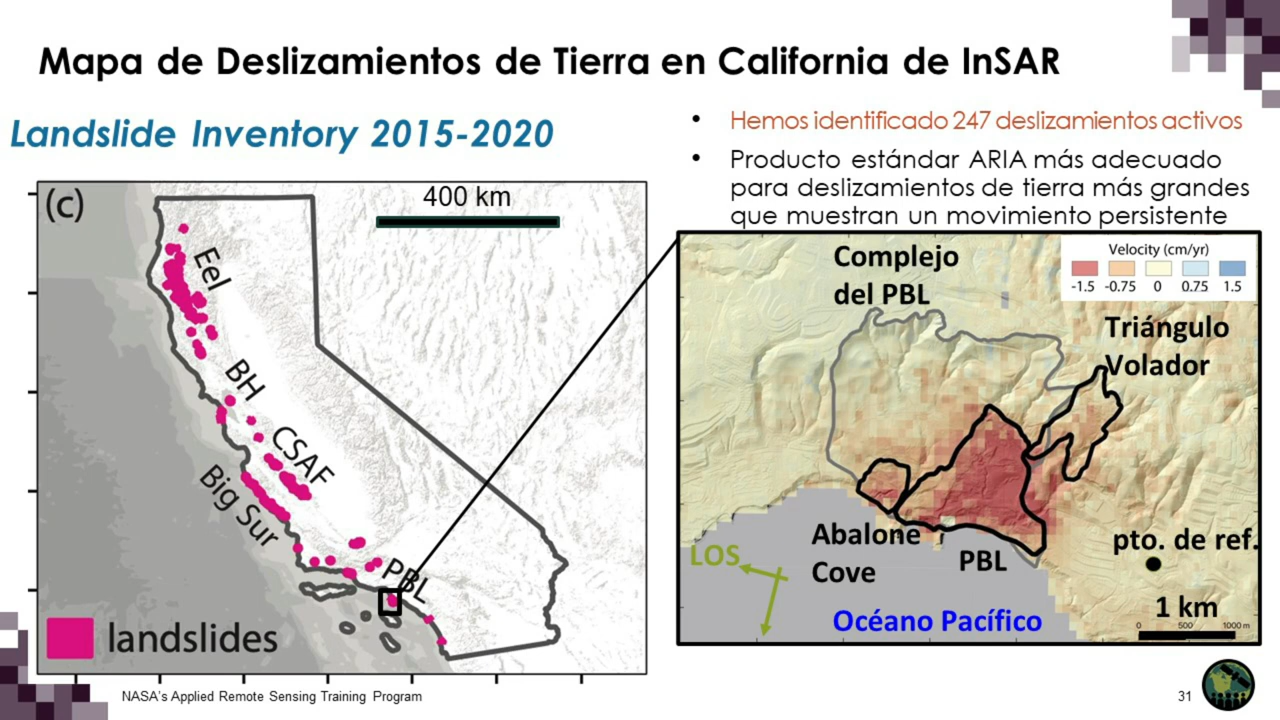 Mapa de Deslizamientos de Tierra en California de InSAR
Landslide Inventory 2015-2020
• Hemos identificado 247 deslizamientos activos
• Producto estándar ARIA más adecuado
para deslizamientos de tierra más grandes
que muestran un movimiento persistente
(c)
400 km
Eel
BH
CSAF
Big Sur
PBL
landslides
Complejo
del PBL
Velocity (cm/yr)
-1.5 -0.75 0 0.75 1.5
Triángulo
Volador
Abalone
Cove
PBL
LOS
pto. de ref.
Océano Pacífico
1 km
0 500 1000 m
NASA's Applied Remote Sensing Training Program
31